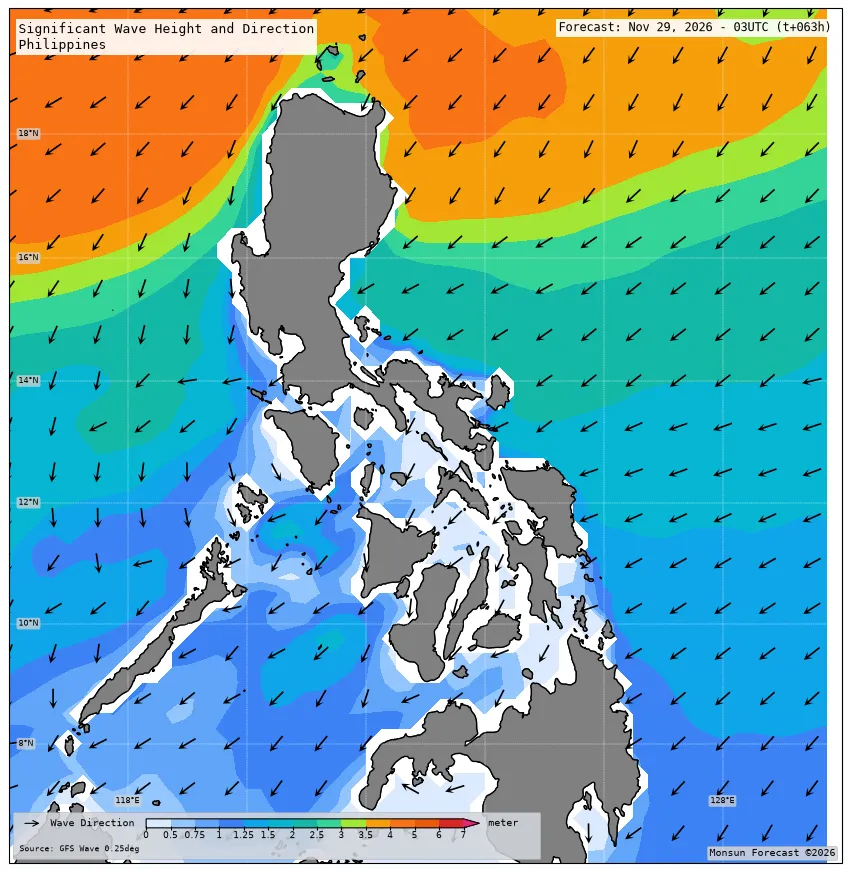 Significant Wave Height and Direction
Philippines
Forecast: Nov 29, 2026 - 03UTC (t+063h)
18°N
16°N
14°N
12°N
10°N
8°N
118°E
128°E
Wave Direction
0 0.5 0.75 1 1.25 1.5 2 2.5 3 3.5 4 5 6 7
meter
Source: GFS Wave 0.25deg
Monsun Forecast ©2026